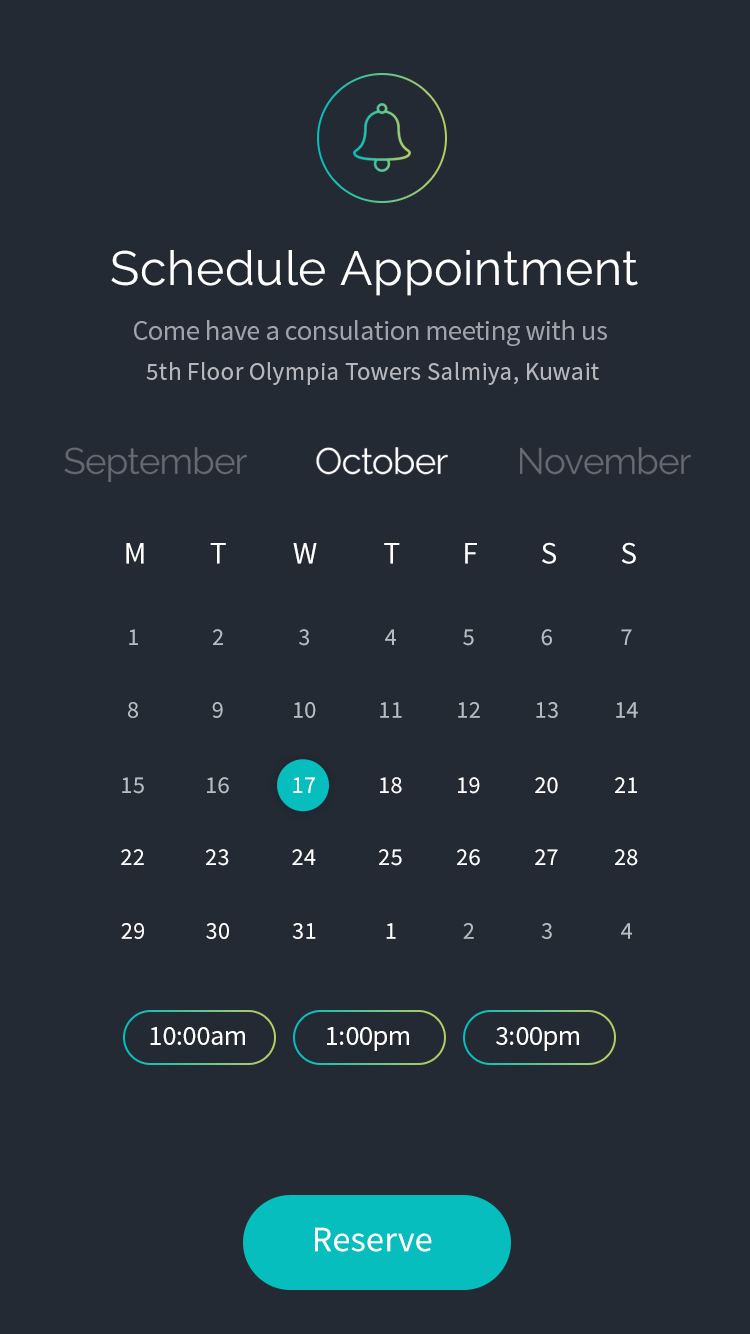 Schedule Appointment
Come have a consulation meeting with us
5th Floor Olympia Towers Salmiya, Kuwait
September October November
M T W T F S S
1 2 3 4 5 6 7
8 9 10 11 12 13 14
15 16 17 18 19 20 21
22 23 24 25 26 27 28
29 30 31 1 2 3 4
10:00am 1:00pm 3:00pm
Reserve